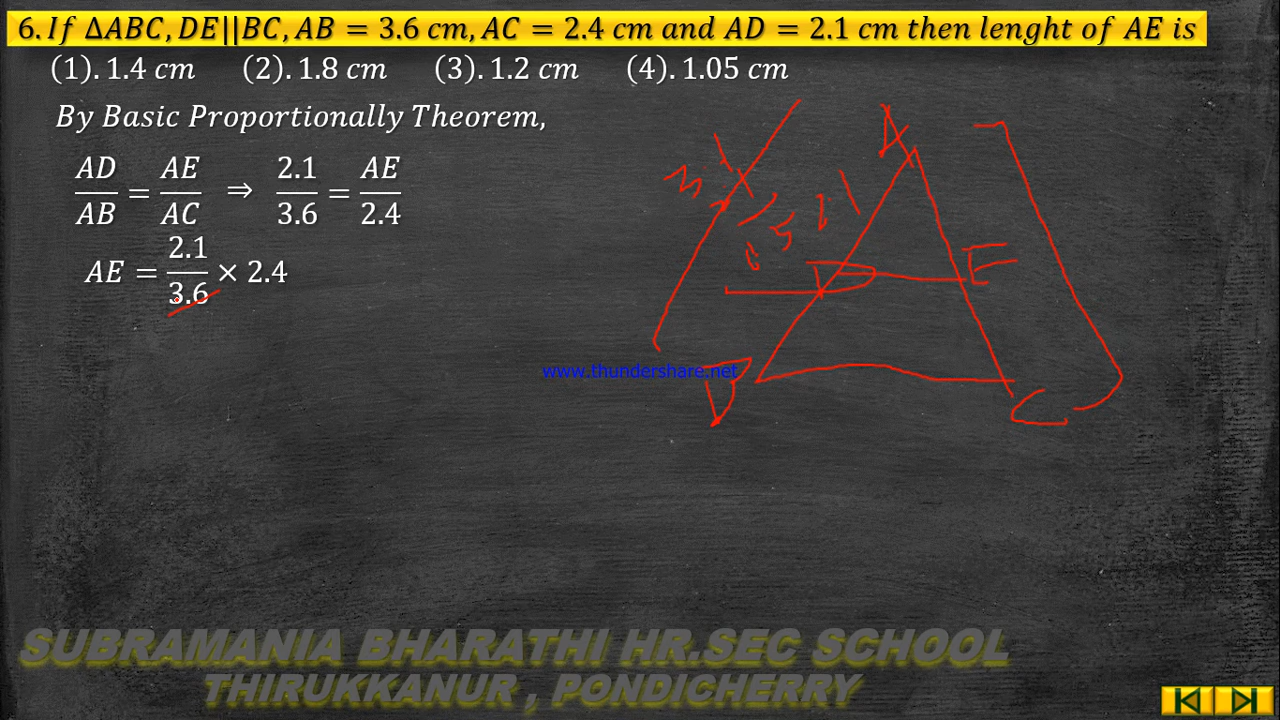 6. If ΔABC, DE||BC, AB = 3.6 cm, AC = 2.4 cm and AD = 2.1 cm then lenght of AE is
(1). 1.4 cm (2). 1.8 cm (3). 1.2 cm (4). 1.05 cm
By Basic Proportionally Theorem,
AD/AB = AE/AC ⇒ 2.1/3.6 = AE/2.4
AE = 2.1/3.6 × 2.4
A
D E
B C
www.thundershare.net
SUBRAMANIA BHARATHI HR.SEC SCHOOL
THIRUKKANUR , PONDICHERRY